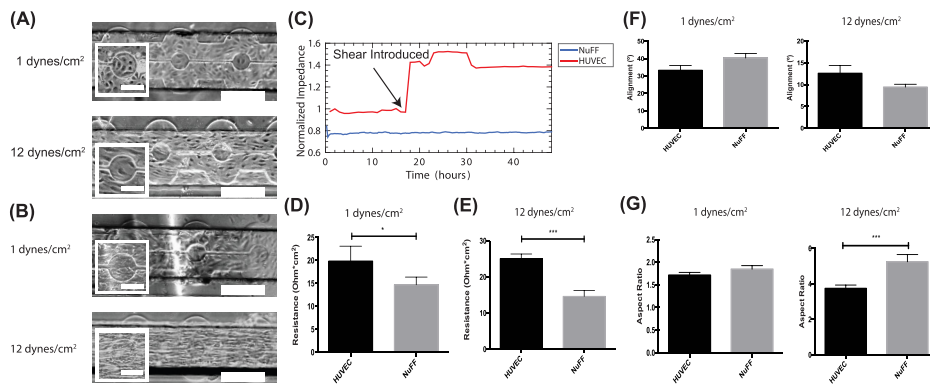 (A)
1 dynes/cm²
12 dynes/cm²
(B)
1 dynes/cm²
12 dynes/cm²
(C)
Normalized Impedance
1.6
1.4
1.2
1
0.8
0.6
Shear Introduced
NuFF
HUVEC
0
20
40
Time (hours)
(D)
1 dynes/cm²
Resistance (Ohm*cm²)
25
20
15
10
5
0
*
HUVEC
NuFF
(E)
12 dynes/cm²
Resistance (Ohm*cm²)
30
20
10
0
***
HUVEC
NuFF
(F)
1 dynes/cm²
Alignment (°)
50
40
30
20
10
0
HUVEC
NuFF
12 dynes/cm²
Alignment (°)
20
15
10
5
0
HUVEC
NuFF
(G)
1 dynes/cm²
Aspect Ratio
2.5
2.0
1.5
1.0
0.5
0.0
HUVEC
NuFF
12 dynes/cm²
Aspect Ratio
6
4
2
0
***
HUVEC
NuFF